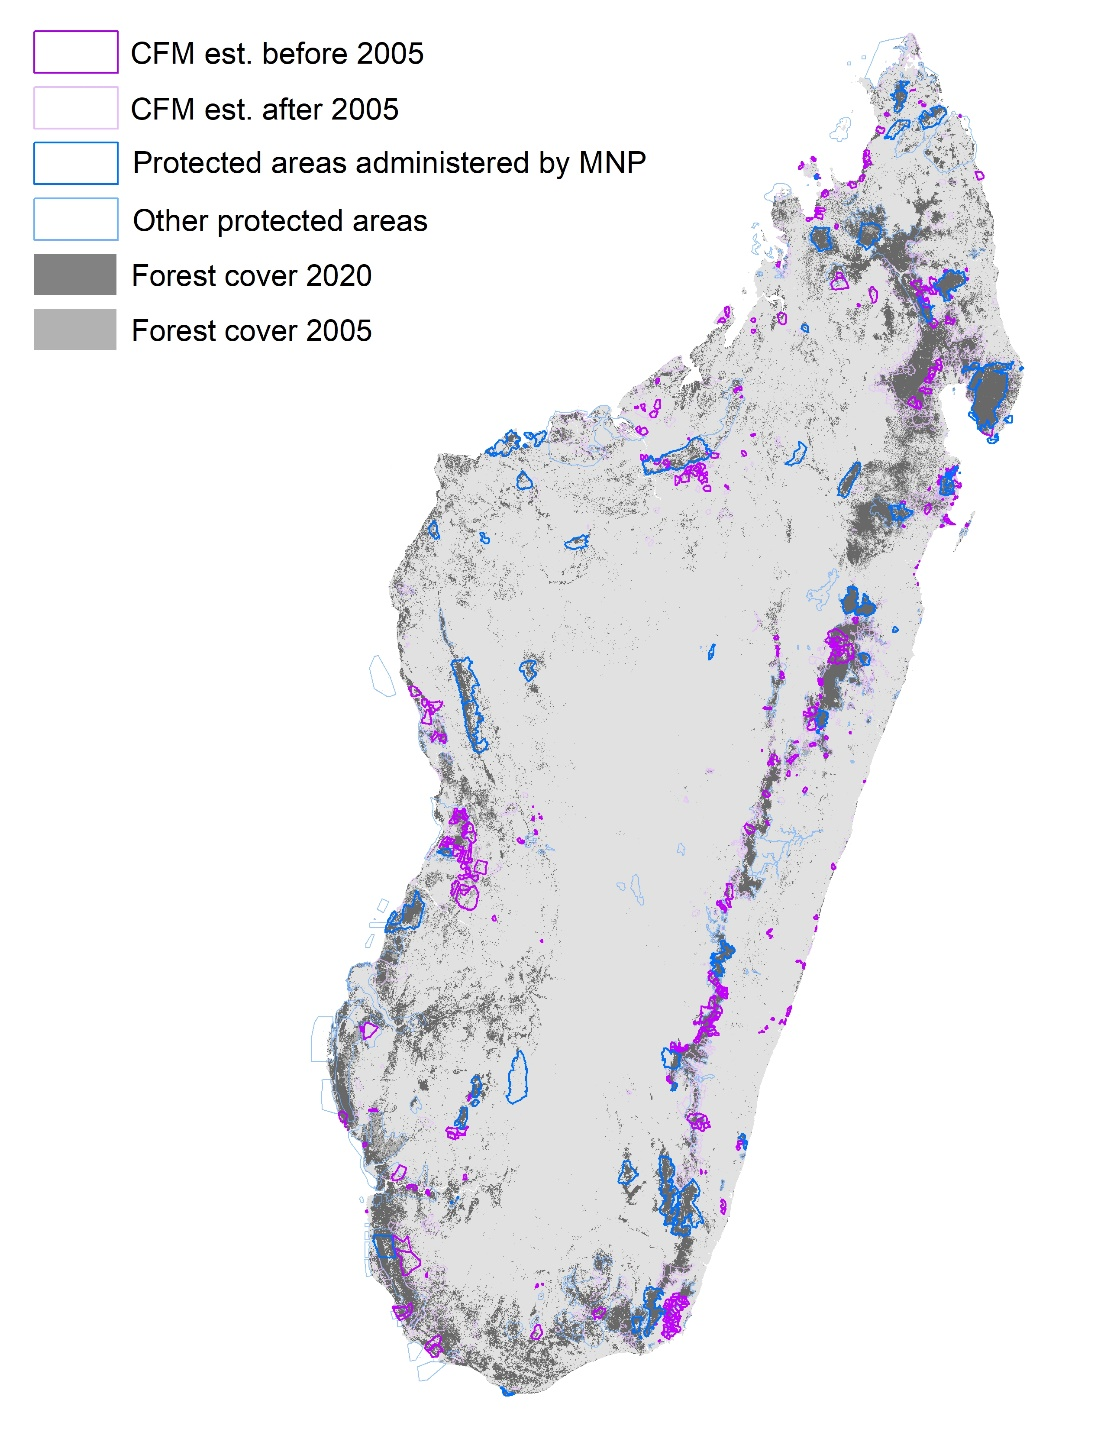 CFM est. before 2005
CFM est. after 2005
Protected areas administered by MNP
Other protected areas
Forest cover 2020
Forest cover 2005